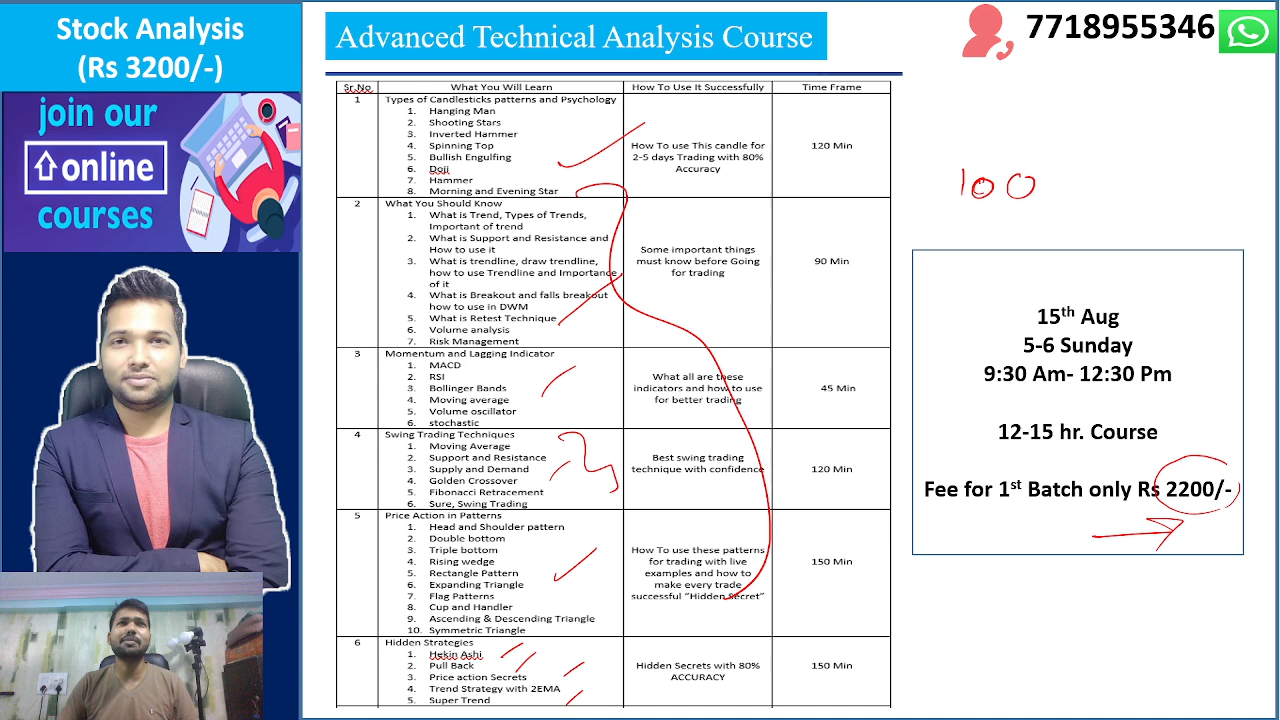 Stock Analysis
(Rs 3200/-)
join our
online
courses
Advanced Technical Analysis Course
7718955346
Sr.No. What You Will Learn How To Use It Successfully Time Frame
1 Types of Candlesticks patterns and Psychology
1. Hanging Man
2. Shooting Stars
3. Inverted Hammer
4. Spinning Top
5. Bullish Engulfing
6. Doji
7. Hammer
8. Morning and Evening Star
How To use This candle for
2-5 days Trading with 80%
Accuracy
120 Min
2 What You Should Know
1. What is Trend, Types of Trends,
Important of trend
2. What is Support and Resistance and
How to use it
3. What is trendline, draw trendline,
how to use Trendline and Importance
of it
4. What is Breakout and falls breakout
how to use in DWM
5. What is Retest Technique
6. Volume analysis
7. Risk Management
Some important things
must know before Going
for trading
90 Min
3 Momentum and Lagging Indicator
1. MACD
2. RSI
3. Bollinger Bands
4. Moving average
5. Volume oscillator
6. stochastic
What all are these
indicators and how to use
for better trading
45 Min
4 Swing Trading Techniques
1. Moving Average
2. Support and Resistance
3. Supply and Demand
4. Golden Crossover
5. Fibonacci Retracement
6. Sure, Swing Trading
Best swing trading
technique with confidence
120 Min
5 Price Action in Patterns
1. Head and Shoulder pattern
2. Double bottom
3. Triple bottom
4. Rising wedge
5. Rectangle Pattern
6. Expanding Triangle
7. Flag Patterns
8. Cup and Handler
9. Ascending & Descending Triangle
10. Symmetric Triangle
How To use these patterns
for trading with live
examples and how to
make every trade
successful “Hidden Secret”
150 Min
6 Hidden Strategies
1. Hekin Ashi
2. Pull Back
3. Price action Secrets
4. Trend Strategy with 2EMA
5. Super Trend
Hidden Secrets with 80%
ACCURACY
150 Min
100
15th Aug
5-6 Sunday
9:30 Am- 12:30 Pm
12-15 hr. Course
Fee for 1st Batch only Rs 2200/-